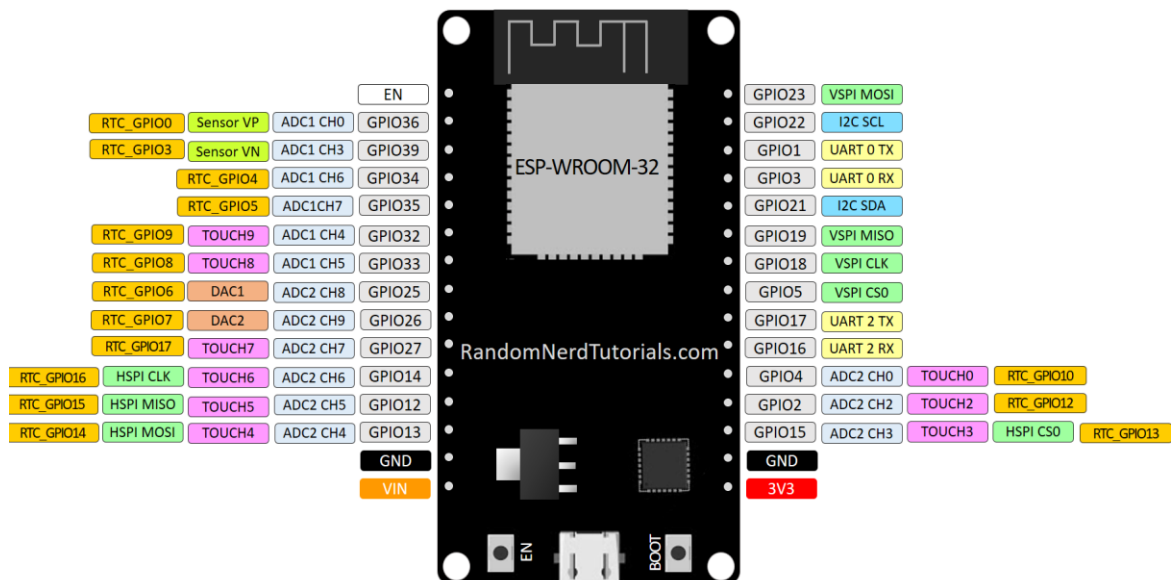 EN GPIO23 VSPI MOSI
RTC_GPIO0 Sensor VP ADC1 CH0 GPIO36 GPIO22 I2C SCL
RTC_GPIO3 Sensor VN ADC1 CH3 GPIO39 GPIO1 UART 0 TX
RTC_GPIO4 ADC1 CH6 GPIO34 ESP-WROOM-32 GPIO3 UART 0 RX
RTC_GPIO5 ADC1CH7 GPIO35 GPIO21 I2C SDA
RTC_GPIO9 TOUCH9 ADC1 CH4 GPIO32 GPIO19 VSPI MISO
RTC_GPIO8 TOUCH8 ADC1 CH5 GPIO33 GPIO18 VSPI CLK
RTC_GPIO6 DAC1 ADC2 CH8 GPIO25 GPIO5 VSPI CS0
RTC_GPIO7 DAC2 ADC2 CH9 GPIO26 GPIO17 UART 2 TX
RTC_GPIO17 TOUCH7 ADC2 CH7 GPIO27 RandomNerdTutorials.com GPIO16 UART 2 RX
RTC_GPIO16 HSPI CLK TOUCH6 ADC2 CH6 GPIO14 GPIO4 ADC2 CH0 TOUCH0 RTC_GPIO10
RTC_GPIO15 HSPI MISO TOUCH5 ADC2 CH5 GPIO12 GPIO2 ADC2 CH2 TOUCH2 RTC_GPIO12
RTC_GPIO14 HSPI MOSI TOUCH4 ADC2 CH4 GPIO13 GPIO15 ADC2 CH3 TOUCH3 HSPI CS0 RTC_GPIO13
GND GND
VIN 3V3
EN BOOT